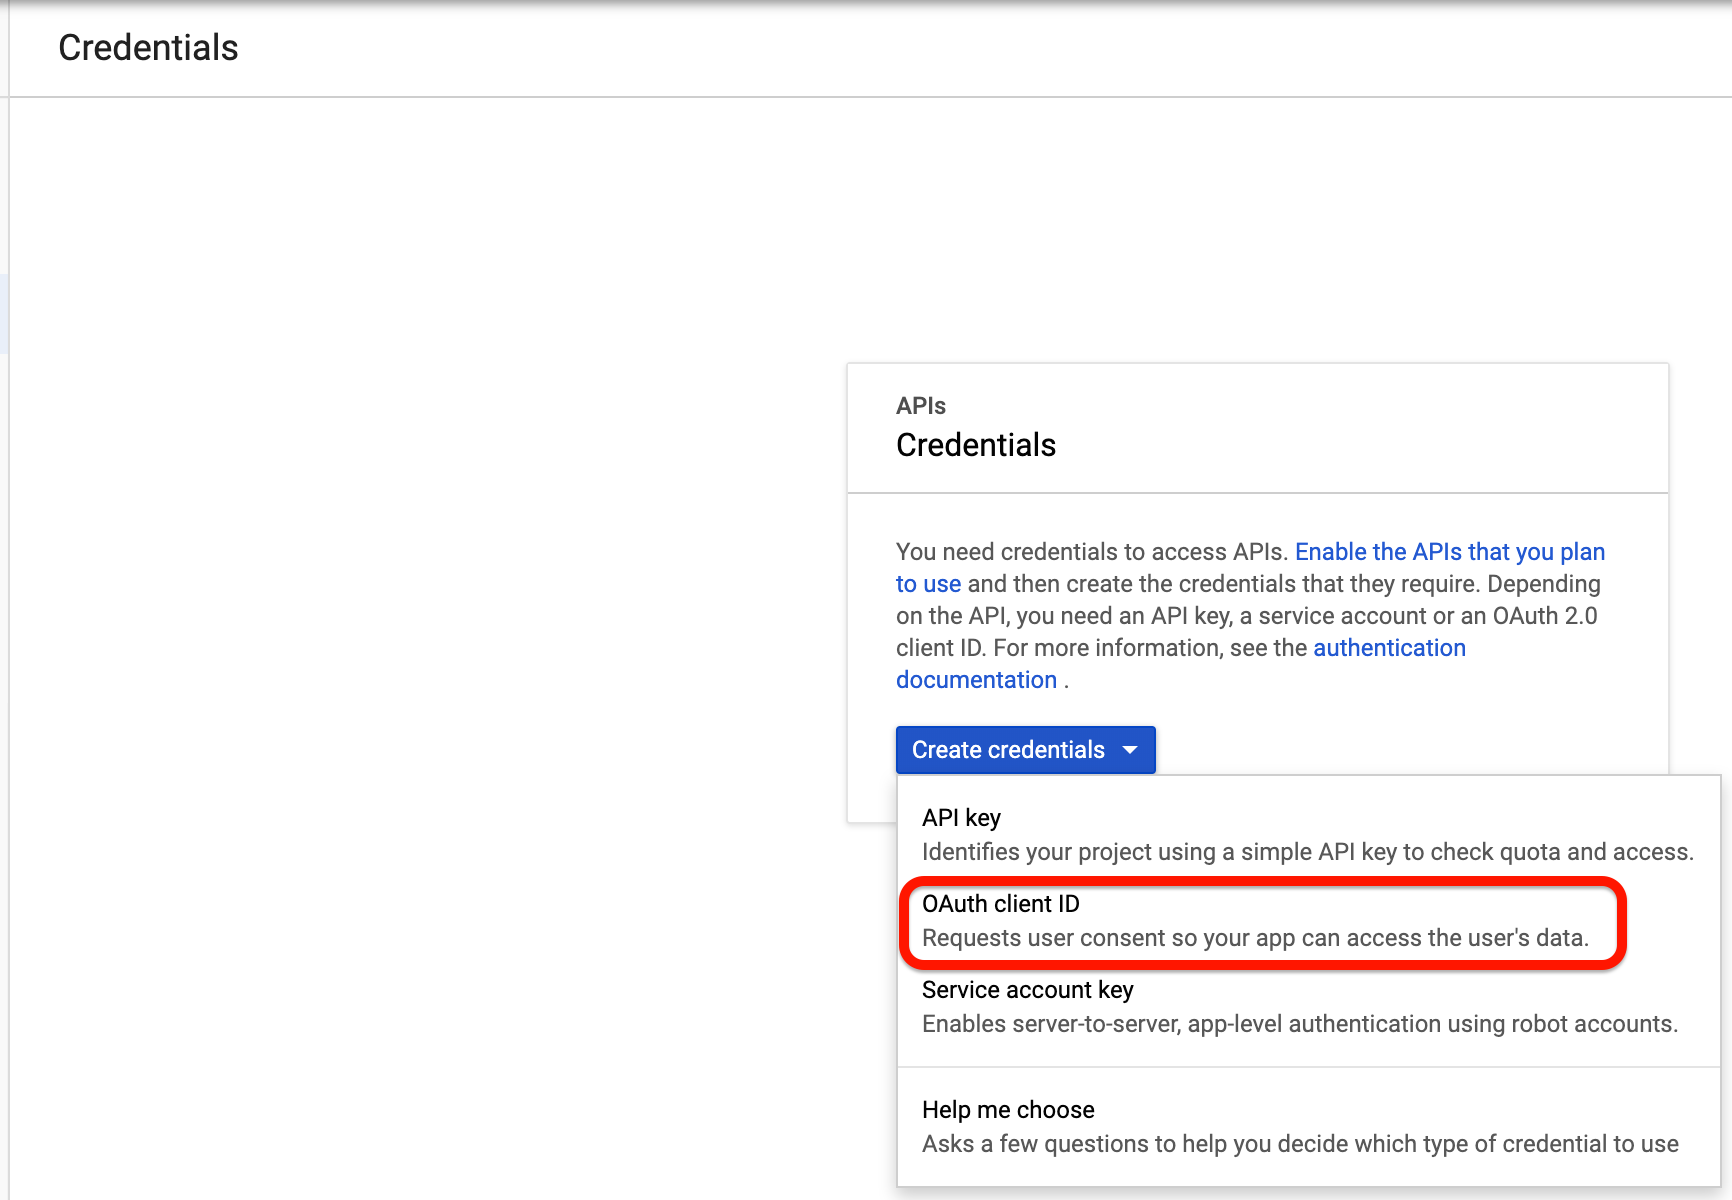 Credentials
APIs
Credentials
You need credentials to access APIs. Enable the APIs that you plan
to use and then create the credentials that they require. Depending
on the API, you need an API key, a service account or an OAuth 2.0
client ID. For more information, see the authentication
documentation .
Create credentials
API key
Identifies your project using a simple API key to check quota and access.
OAuth client ID
Requests user consent so your app can access the user's data.
Service account key
Enables server-to-server, app-level authentication using robot accounts.
Help me choose
Asks a few questions to help you decide which type of credential to use